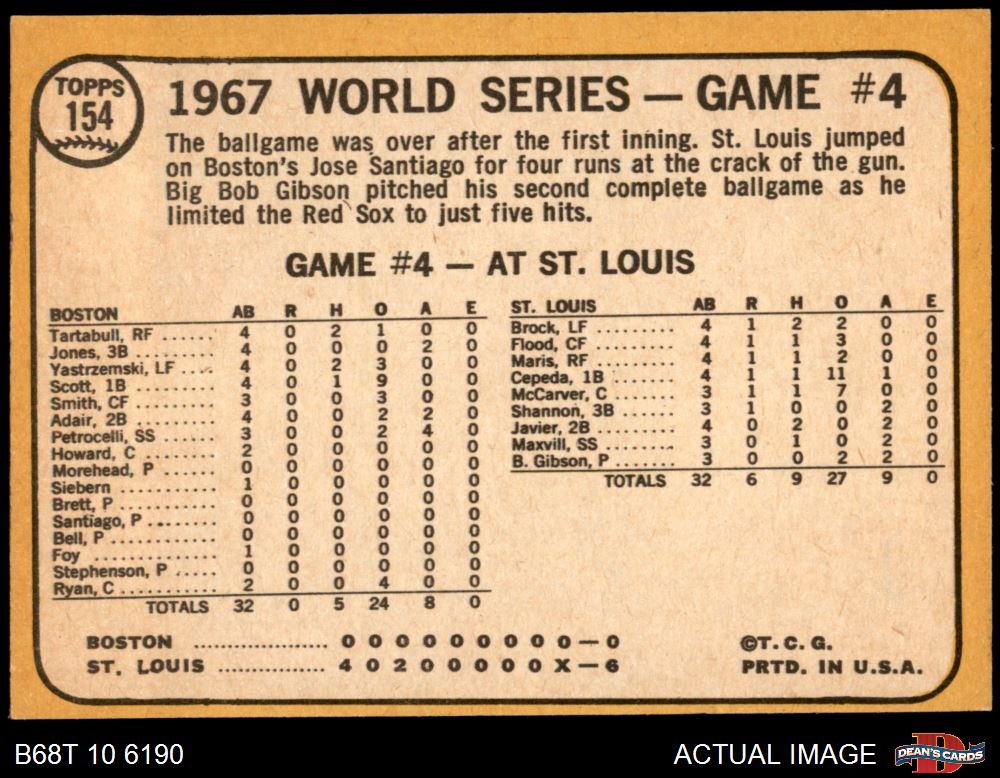 TOPPS
154
1967 WORLD SERIES — GAME #4
The ballgame was over after the first inning. St. Louis jumped
on Boston's Jose Santiago for four runs at the crack of the gun.
Big Bob Gibson pitched his second complete ballgame as he
limited the Red Sox to just five hits.
GAME #4 — AT ST. LOUIS
BOSTON AB R H O A E
Tartabull, RF ...... 4 0 2 1 0 0
Jones, 3B ......... 4 0 0 0 2 0
Yastrzemski, LF .... 4 0 2 3 0 0
Scott, 1B ......... 4 0 1 9 0 0
Smith, CF ......... 3 0 0 3 0 0
Adair, 2B ......... 4 0 0 2 2 0
Petrocelli, SS ...... 3 0 0 2 4 0
Howard, C ........ 2 0 0 0 0 0
Morehead, P ...... 0 0 0 0 0 0
Siebern ........... 1 0 0 0 0 0
Brett, P ........... 0 0 0 0 0 0
Santiago, P ........ 0 0 0 0 0 0
Bell, P ............ 0 0 0 0 0 0
Foy .............. 1 0 0 0 0 0
Stephenson, P ..... 0 0 0 0 0 0
Ryan, C .......... 2 0 0 4 0 0
TOTALS 32 0 5 24 8 0
ST. LOUIS AB R H O A E
Brock, LF ......... 4 1 2 2 0 0
Flood, CF ......... 4 1 1 3 0 0
Maris, RF ......... 4 1 1 2 0 0
Cepeda, 1B ........ 4 1 1 11 1 0
McCarver, C ....... 3 1 1 7 0 0
Shannon, 3B ...... 3 1 0 0 2 0
Javier, 2B ......... 4 0 2 0 2 0
Maxvill, SS ........ 3 0 1 0 2 0
B. Gibson, P ....... 3 0 0 2 2 0
TOTALS 32 6 9 27 9 0
BOSTON .................... 0 0 0 0 0 0 0 0 0 — 0
ST. LOUIS ................ 4 0 2 0 0 0 0 0 X — 6
©T. C. G.
PRTD. IN U.S.A.
B68T 10 6190
ACTUAL IMAGE
D
DEAN'S CARDS